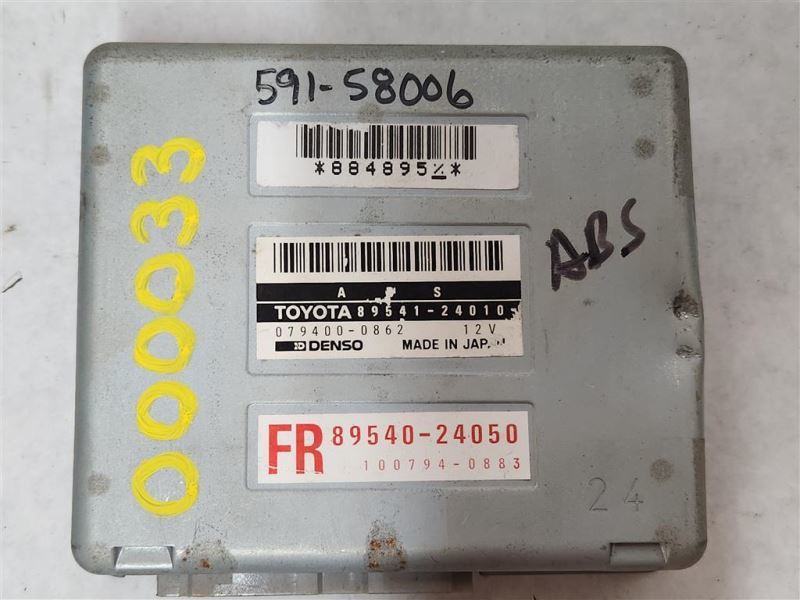 591-58006
*884895%*
000033
ABS
A S
TOYOTA 89541-24010
079400-0862 12V
DENSO MADE IN JAPAN
FR 89540-24050
100794-0883
24